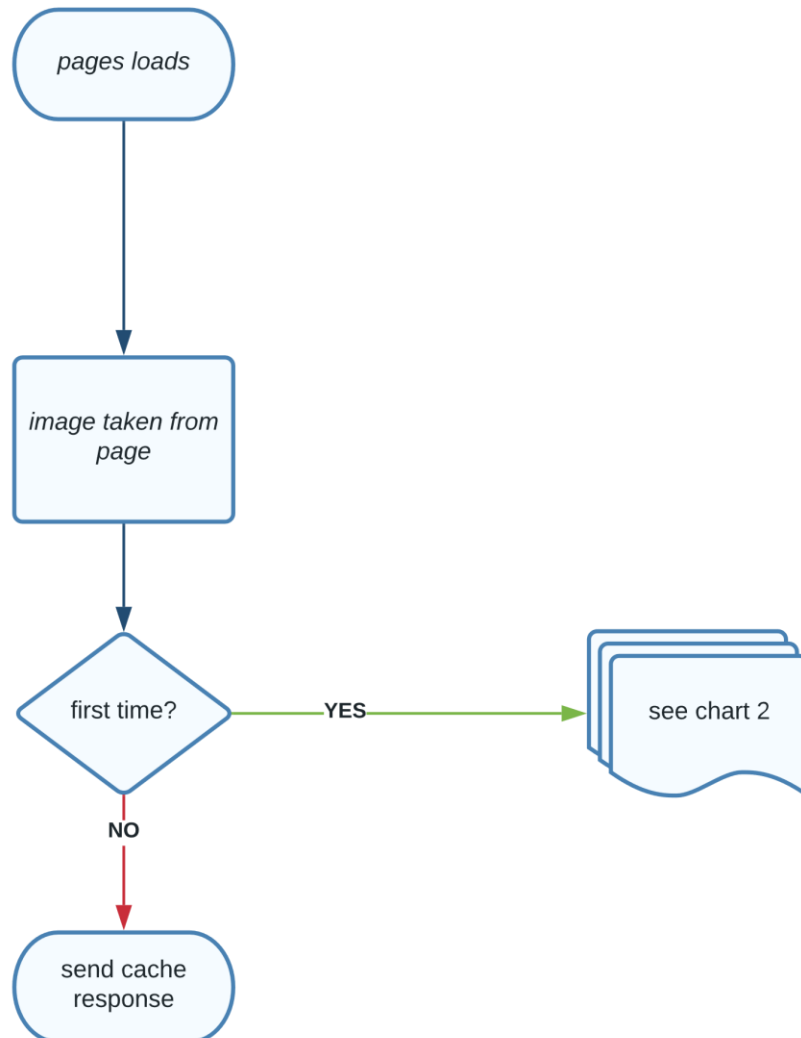 pages loads
image taken from
page
first time?
YES
see chart 2
NO
send cache
response